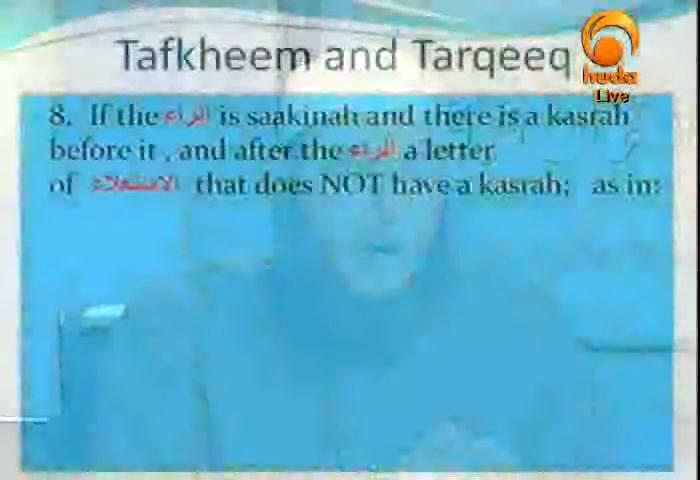 Tafkheem and Tarqeeq
huda
Live
8. If the الراء is saakinah and there is a kasrah
before it , and after the الراء a letter
of الاستعلاء that does NOT have a kasrah; as in: